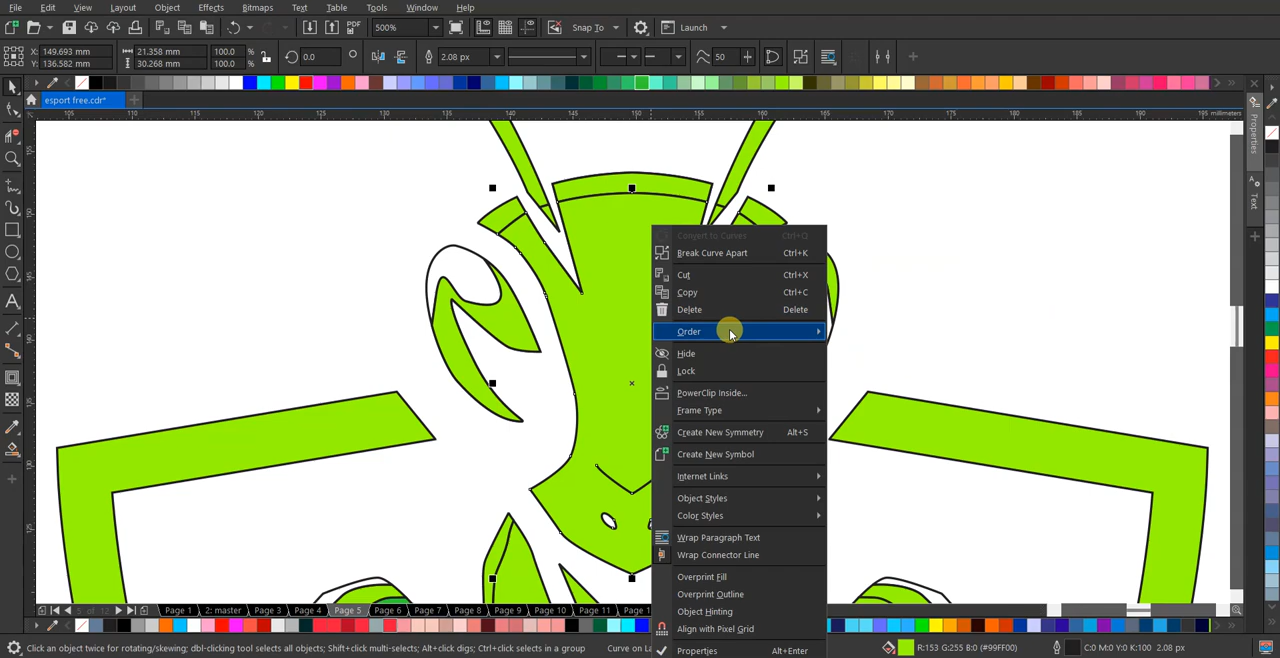 File Edit View Layout Object Effects Bitmaps Text Table Tools Window Help
PDF 500% Snap To Launch
X: 149.693 mm 21.358 mm 100.0 %
Y: 136.582 mm 30.268 mm 100.0 % 0.0 2.08 px 50
esport free.cdr*
millimeters
Properties
Text
Convert to Curves Ctrl+Q
Break Curve Apart Ctrl+K
Cut Ctrl+X
Copy Ctrl+C
Delete Delete
Order
Hide
Lock
PowerClip Inside...
Frame Type
Create New Symmetry Alt+S
Create New Symbol
Internet Links
Object Styles
Color Styles
Wrap Paragraph Text
Wrap Connector Line
Overprint Fill
Overprint Outline
Object Hinting
Align with Pixel Grid
Properties Alt+Enter
5 of 12 Page 1 2: master Page 3 Page 4 Page 5 Page 6 Page 7 Page 8 Page 9 Page 10 Page 11
Click an object twice for rotating/skewing; dbl-clicking tool selects all objects; Shift+click multi-selects; Alt+click digs; Ctrl+click selects in a group
Curve on R:153 G:255 B:0 (#99FF00) C:0 M:0 Y:0 K:100 2.08 px